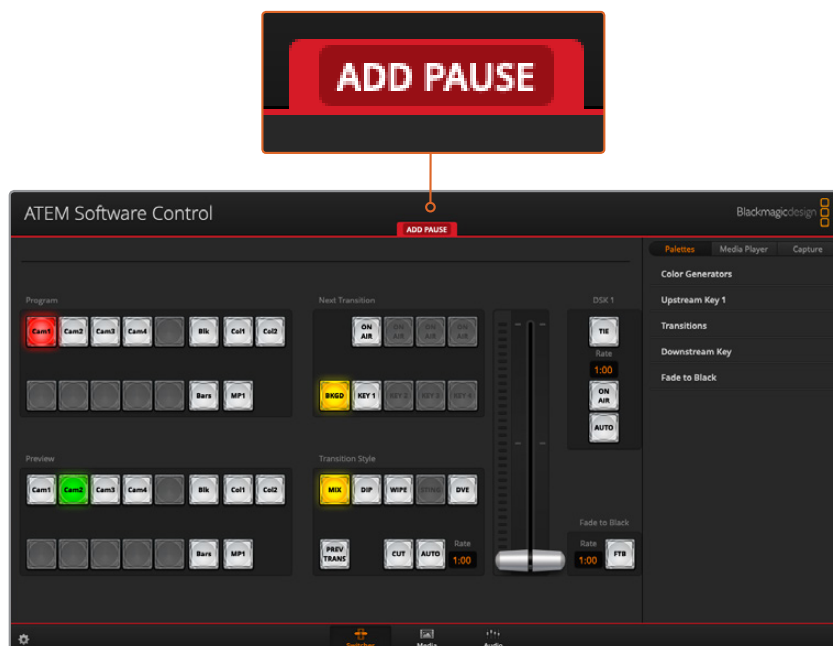 ADD PAUSE
ATEM Software Control
Blackmagicdesign
ADD PAUSE
Palettes Media Player Capture
Color Generators
Upstream Key 1
Transitions
Downstream Key
Fade to Black
Program
Cam1 Cam2 Cam3 Cam4 Blk Col1 Col2
Bars MP1
Next Transition
ON AIR ON AIR ON AIR ON AIR
BKGD KEY 1 KEY 2 KEY 3 KEY 4
DSK 1
TIE
Rate
1:00
ON AIR
AUTO
Preview
Cam1 Cam2 Cam3 Cam4 Blk Col1 Col2
Bars MP1
Transition Style
MIX DIP WIPE STING DVE
PREV TRANS CUT AUTO Rate 1:00
Fade to Black
Rate
1:00 FTB
Switcher Media Audio